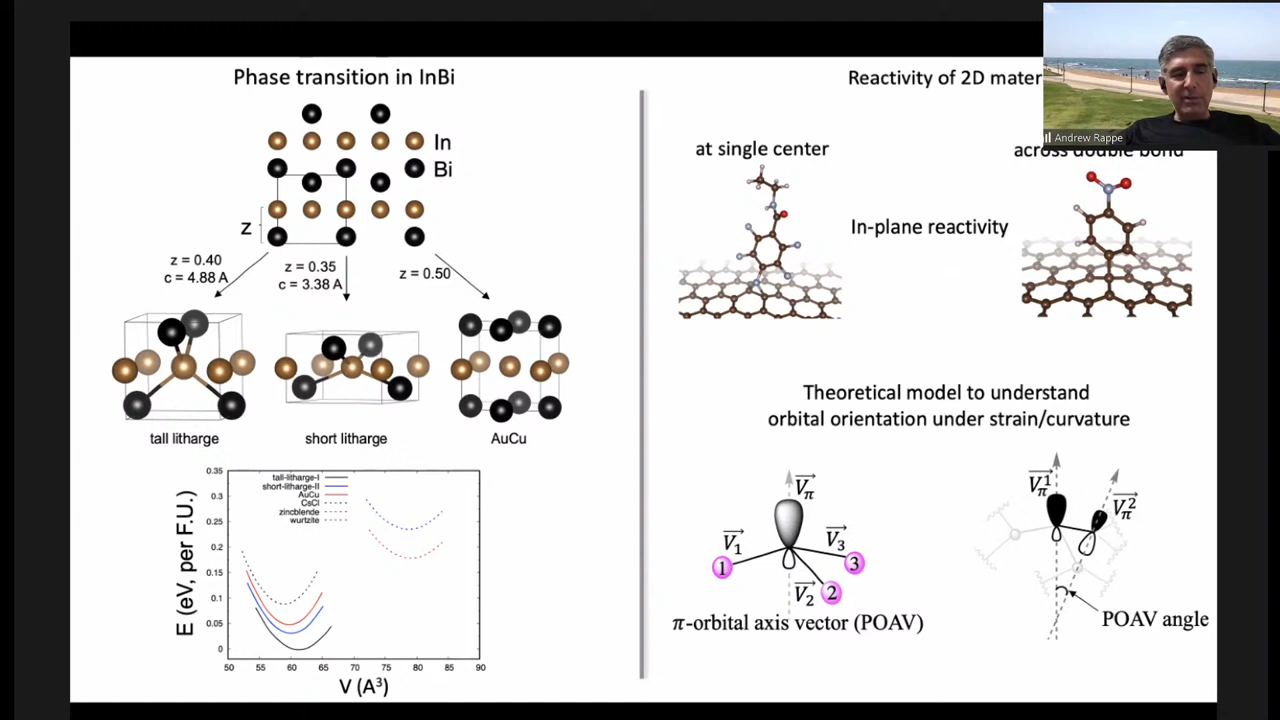 Phase transition in InBi
In
Bi
z
z = 0.40
c = 4.88 A
z = 0.35
c = 3.38 A
z = 0.50
tall litharge
short litharge
AuCu
0.35
0.3
0.25
0.2
0.15
0.1
0.05
0
tall-litharge-I
short-litharge-II
AuCu
CsCl
zincblende
wurtzite
E (eV, per F.U.)
50 55 60 65 70 75 80 85 90
V (A³)
Reactivity of 2D mater
Andrew Rappe
at single center
across double bond
In-plane reactivity
Theoretical model to understand
orbital orientation under strain/curvature
V⃗π
V⃗1
V⃗3
V⃗2
1
2
3
π-orbital axis vector (POAV)
V⃗π¹
V⃗π²
POAV angle